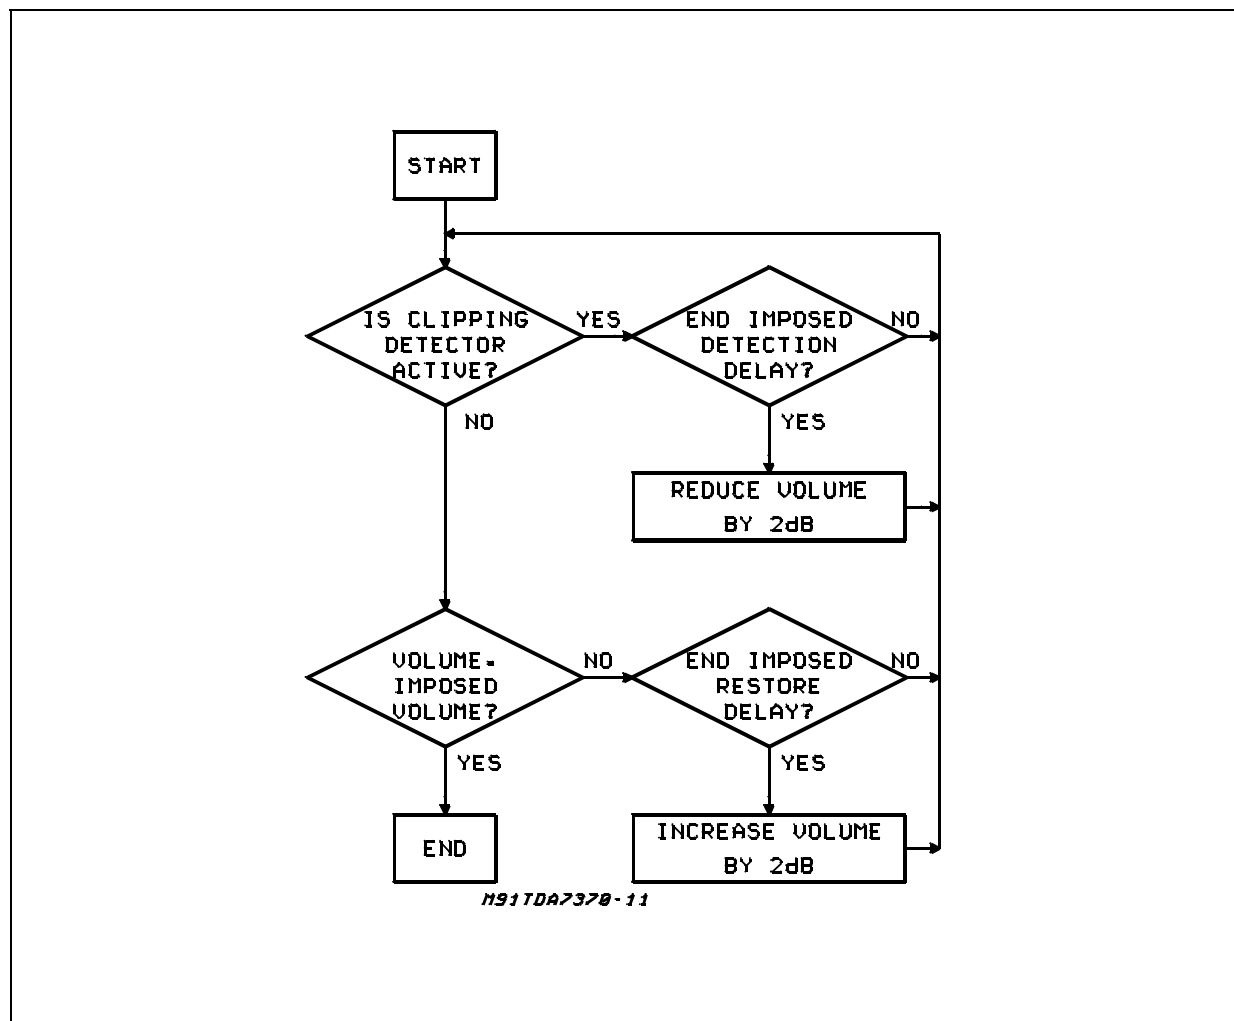 START
IS CLIPPING
DETECTOR
ACTIVE?
YES
END IMPOSED
DETECTION
DELAY?
NO
NO
YES
REDUCE VOLUME
BY 2dB
VOLUME=
IMPOSED
VOLUME?
NO
END IMPOSED
RESTORE
DELAY?
NO
YES
YES
END
INCREASE VOLUME
BY 2dB
M91TDA7370-11